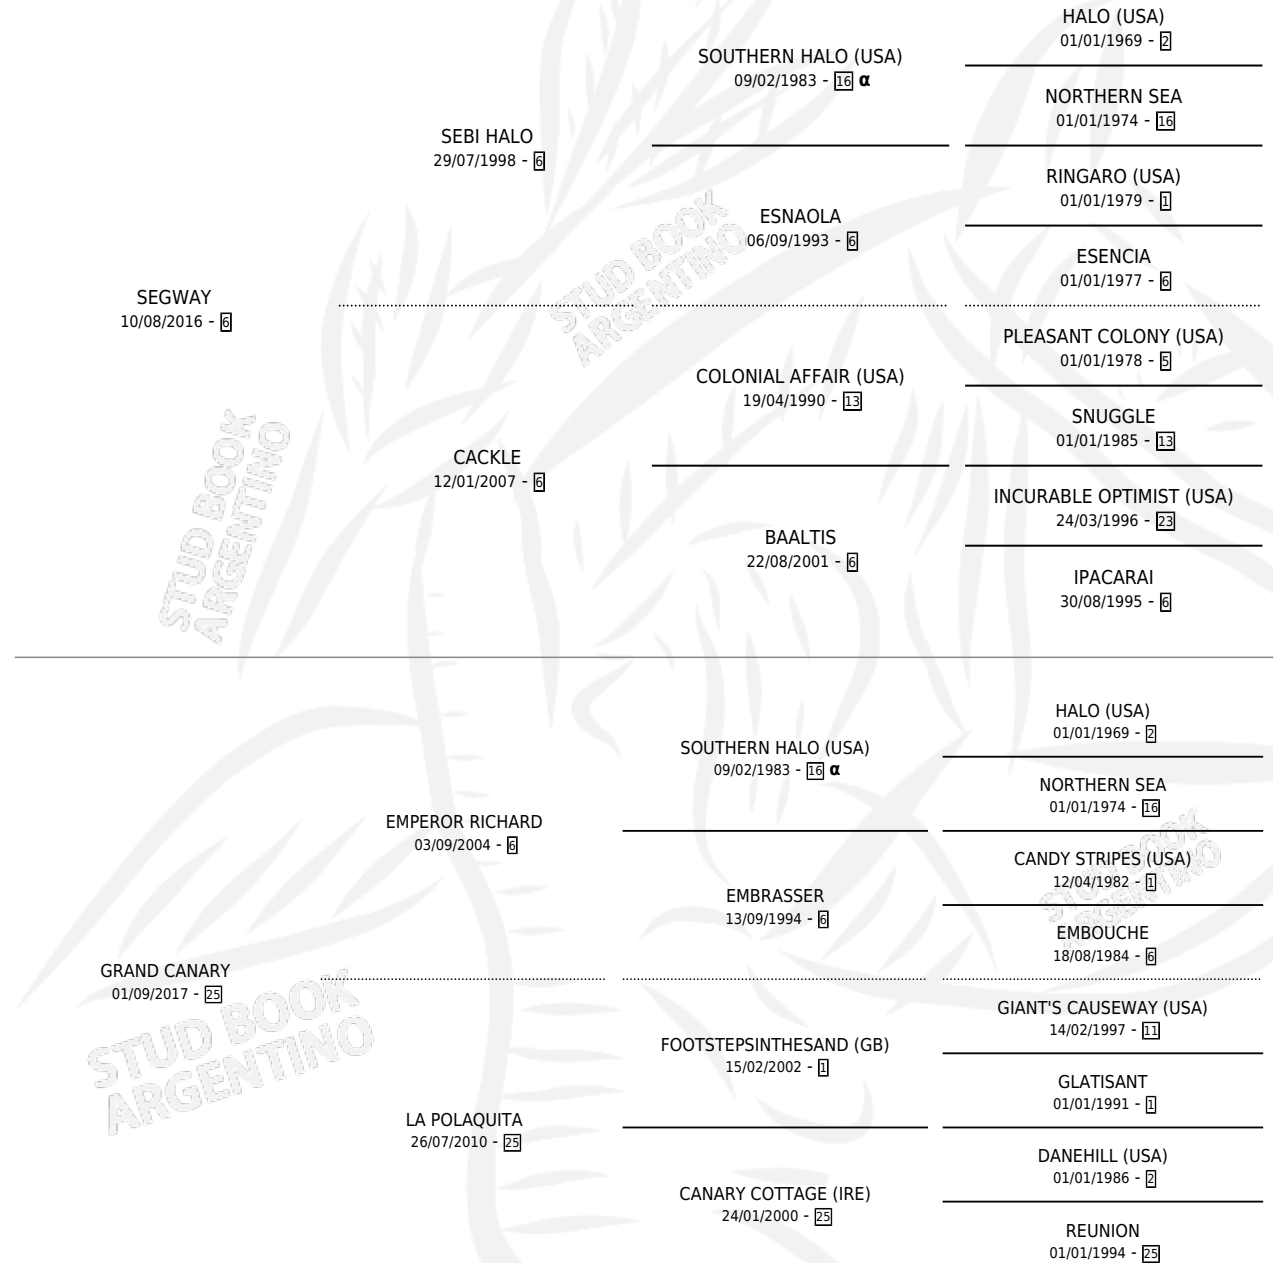 HALO (USA)
01/01/1969 - 2
SOUTHERN HALO (USA)
09/02/1983 - 16 α
NORTHERN SEA
01/01/1974 - 16
SEBI HALO
29/07/1998 - 6
RINGARO (USA)
01/01/1979 - 1
ESNAOLA
06/09/1993 - 6
ESENCIA
01/01/1977 - 6
SEGWAY
10/08/2016 - 6
PLEASANT COLONY (USA)
01/01/1978 - 5
COLONIAL AFFAIR (USA)
19/04/1990 - 13
SNUGGLE
01/01/1985 - 13
CACKLE
12/01/2007 - 6
INCURABLE OPTIMIST (USA)
24/03/1996 - 23
BAALTIS
22/08/2001 - 6
IPACARAI
30/08/1995 - 6
STUD BOOK
ARGENTINO
STUD BOOK
ARGENTINO
HALO (USA)
01/01/1969 - 2
SOUTHERN HALO (USA)
09/02/1983 - 16 α
NORTHERN SEA
01/01/1974 - 16
EMPEROR RICHARD
03/09/2004 - 6
CANDY STRIPES (USA)
12/04/1982 - 1
EMBRASSER
13/09/1994 - 6
EMBOUCHE
18/08/1984 - 6
GRAND CANARY
01/09/2017 - 25
GIANT'S CAUSEWAY (USA)
14/02/1997 - 11
FOOTSTEPSINTHESAND (GB)
15/02/2002 - 1
GLATISANT
01/01/1991 - 1
LA POLAQUITA
26/07/2010 - 25
DANEHILL (USA)
01/01/1986 - 2
CANARY COTTAGE (IRE)
24/01/2000 - 25
REUNION
01/01/1994 - 25
STUD BOOK
ARGENTINO
STUD BOOK
ARGENTINO